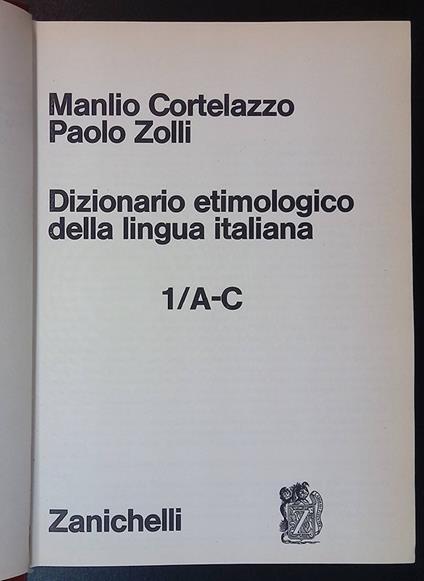 Manlio Cortelazzo
Paolo Zolli
Dizionario etimologico
della lingua italiana
1/A-C
Zanichelli
Z